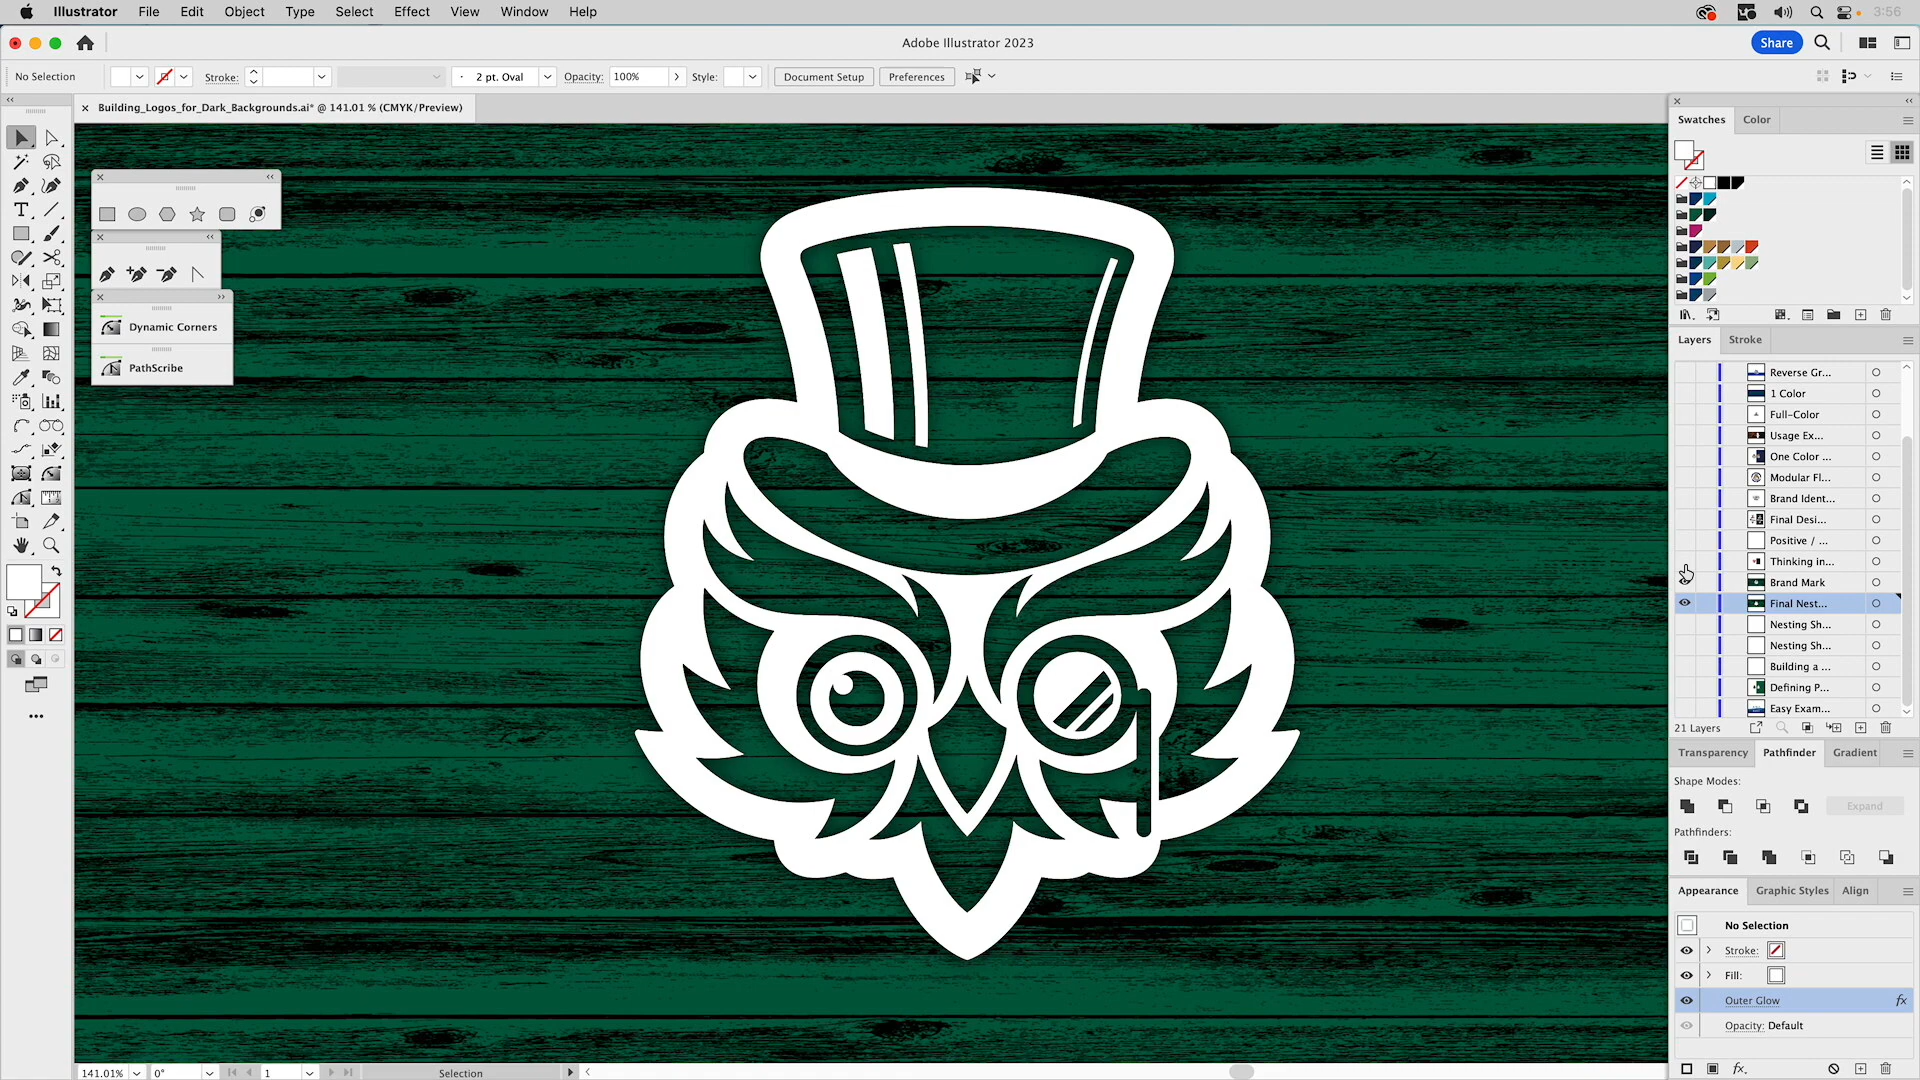 Illustrator File Edit Object Type Select Effect View Window Help 3:56
Adobe Illustrator 2023
Share
No Selection
Stroke:
2 pt. Oval
Opacity: 100%
Style:
Document Setup
Preferences
Building_Logos_for_Dark_Backgrounds.ai* @ 141.01 % (CMYK/Preview)
Swatches Color
Dynamic Corners
PathScribe
Layers Stroke
Reverse Gr...
1 Color
Full-Color
Usage Ex...
One Color ...
Modular Fl...
Brand Ident...
Final Desi...
Positive / ...
Thinking in...
Brand Mark
Final Nest...
Nesting Sh...
Nesting Sh...
Building a ...
Defining P...
Easy Exam...
21 Layers
Transparency Pathfinder Gradient
Shape Modes:
Expand
Pathfinders:
Appearance Graphic Styles Align
No Selection
Stroke:
Fill:
Outer Glow fx
Opacity: Default
fx
141.01% 0° 1 Selection